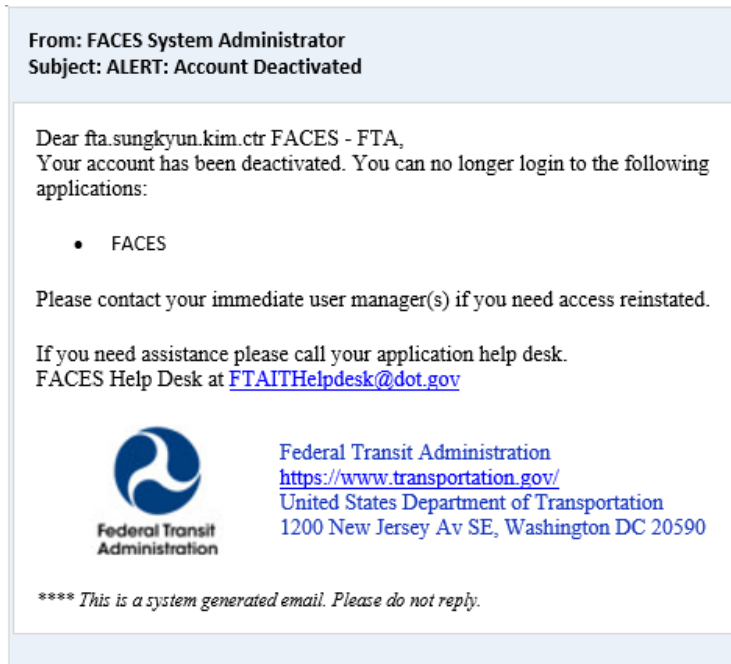 From: FACES System Administrator
Subject: ALERT: Account Deactivated
Dear fta.sungkyun.kim.ctr FACES - FTA,
Your account has been deactivated. You can no longer login to the following
applications:
• FACES
Please contact your immediate user manager(s) if you need access reinstated.
If you need assistance please call your application help desk.
FACES Help Desk at FTAITHelpdesk@dot.gov
Federal Transit
Administration
Federal Transit Administration
https://www.transportation.gov/
United States Department of Transportation
1200 New Jersey Av SE, Washington DC 20590
**** This is a system generated email. Please do not reply.